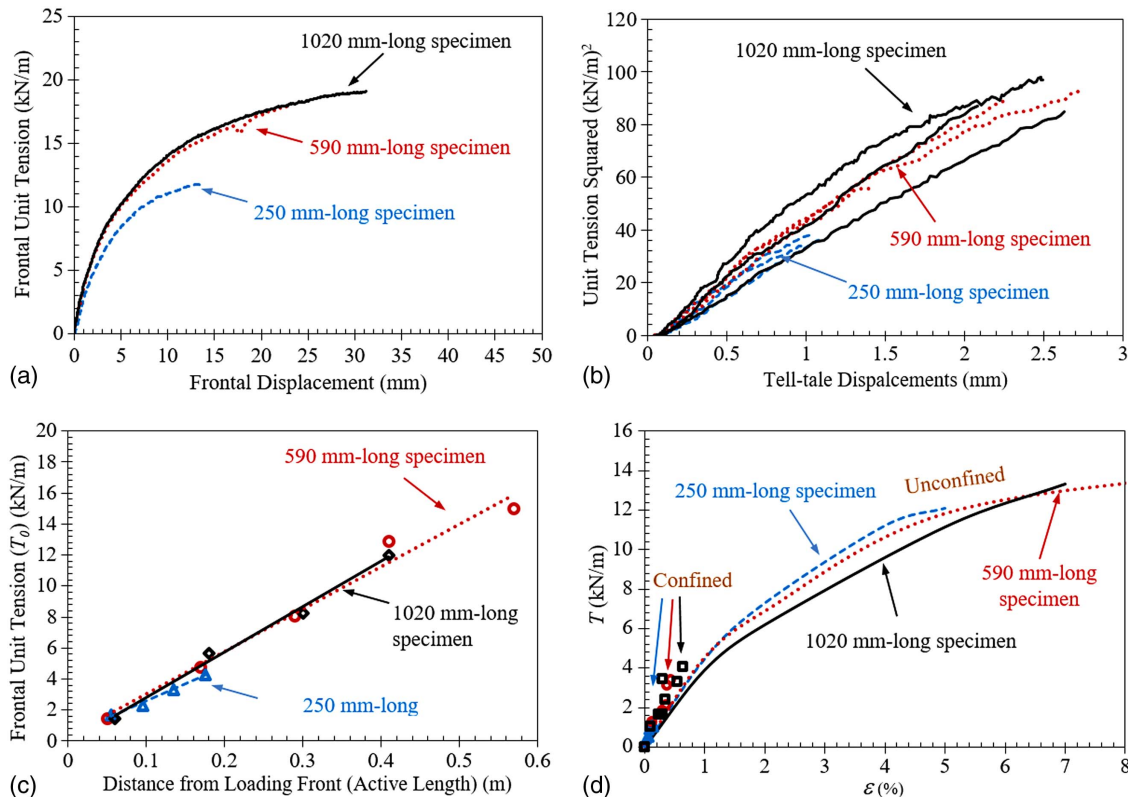 25
20
15
10
5
0
Frontal Unit Tension (kN/m)
1020 mm-long specimen
590 mm-long specimen
250 mm-long specimen
0 5 10 15 20 25 30 35 40 45 50
Frontal Displacement (mm)
(a)
120
100
80
60
40
20
0
Unit Tension Squared (kN/m)²
1020 mm-long specimen
590 mm-long specimen
250 mm-long specimen
0 0.5 1 1.5 2 2.5 3
Tell-tale Dispalcements (mm)
(b)
20
18
16
14
12
10
8
6
4
2
0
Frontal Unit Tension (T0) (kN/m)
590 mm-long specimen
1020 mm-long
specimen
250 mm-long
0 0.1 0.2 0.3 0.4 0.5 0.6
Distance from Loading Front (Active Length) (m)
(c)
16
14
12
10
8
6
4
2
0
T (kN/m)
250 mm-long specimen
Unconfined
Confined
590 mm-long
specimen
1020 mm-long specimen
0 1 2 3 4 5 6 7 8
ε (%)
(d)